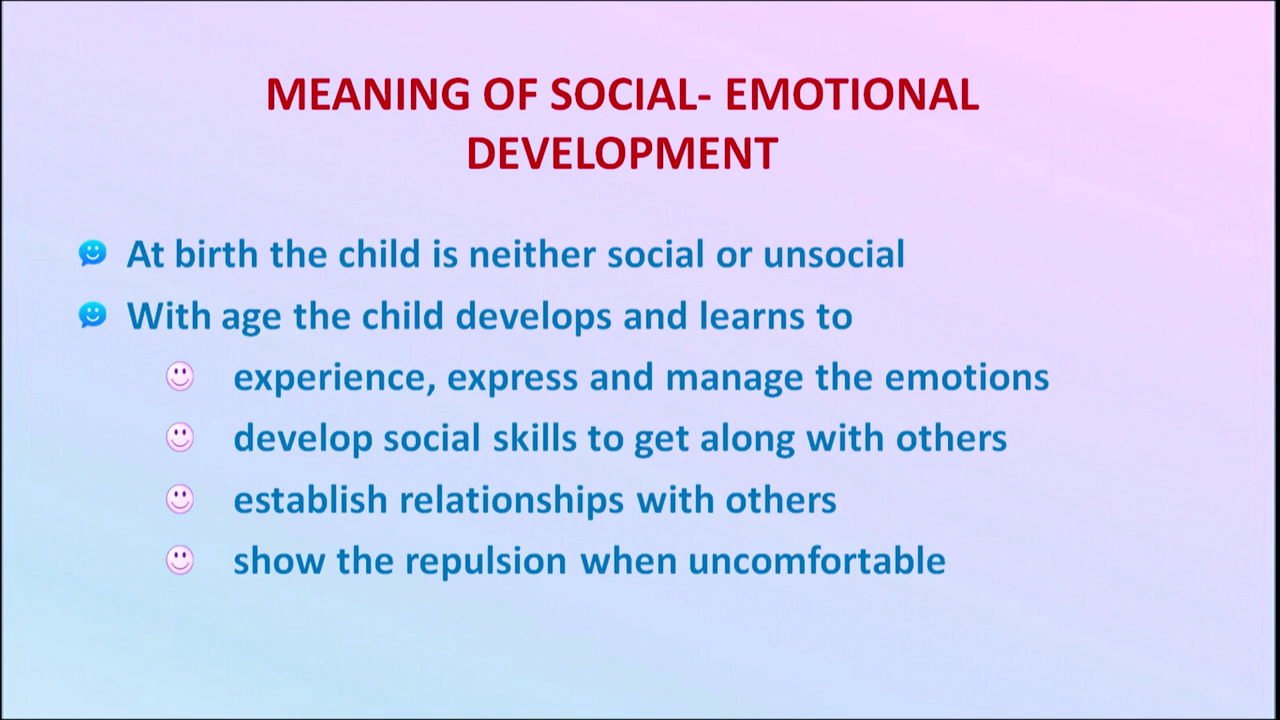 MEANING OF SOCIAL- EMOTIONAL
DEVELOPMENT
At birth the child is neither social or unsocial
With age the child develops and learns to
experience, express and manage the emotions
develop social skills to get along with others
establish relationships with others
show the repulsion when uncomfortable